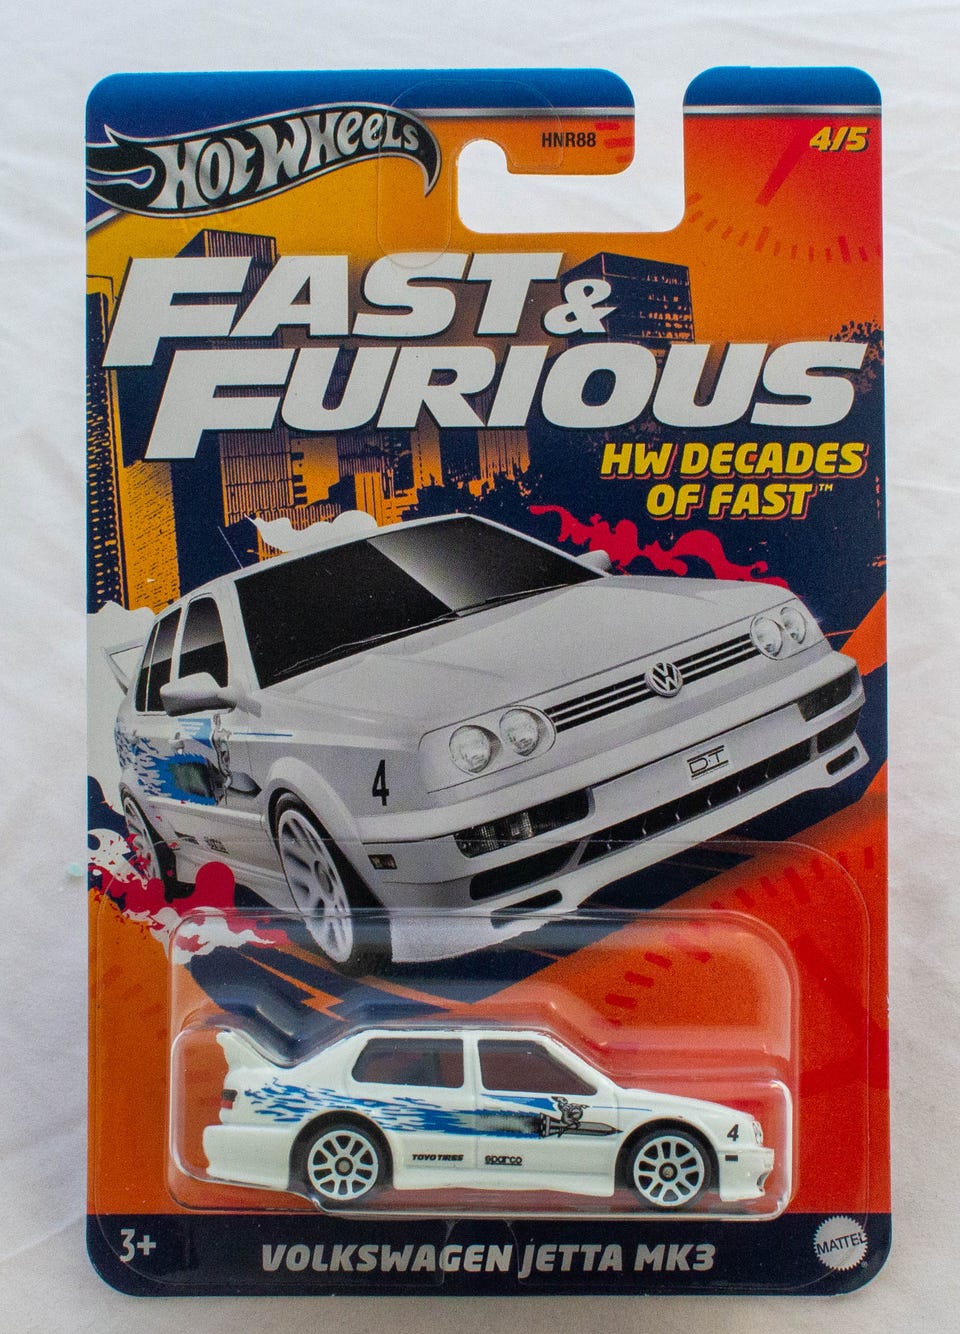 HOT WHEELS
HNR88
4/5
FAST &
FURIOUS
HW DECADES
OF FAST™
4
D·T
4
TOYO TIRES
sparco
3+
VOLKSWAGEN JETTA MK3
MATTEL